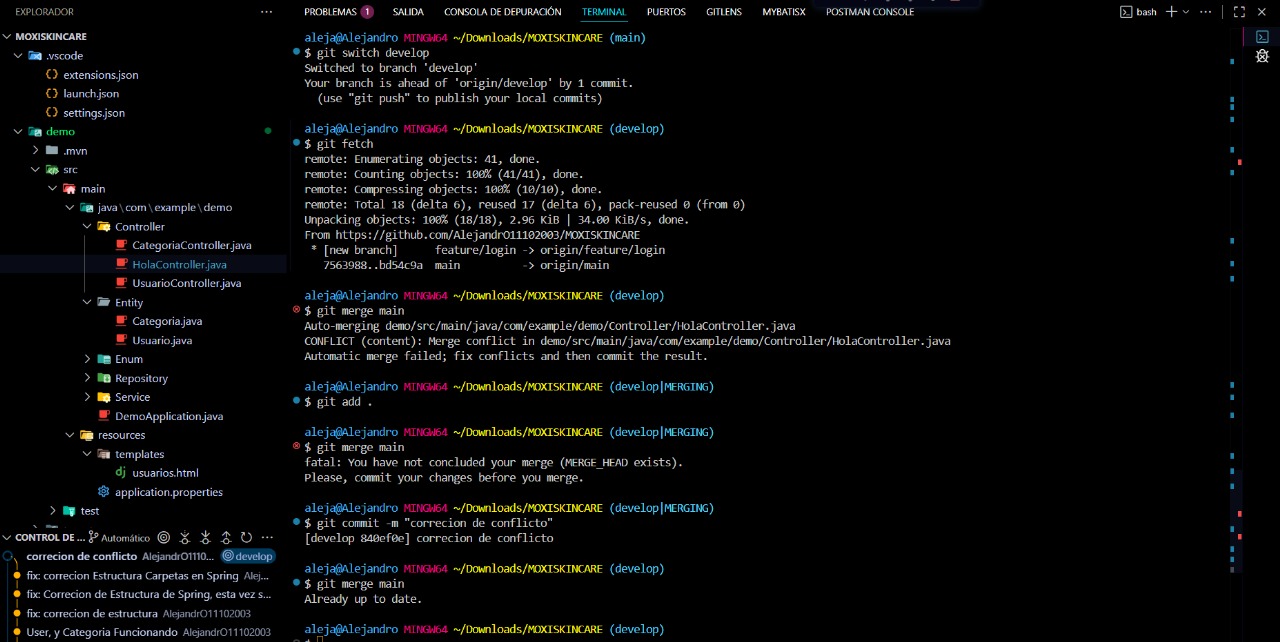 EXPLORADOR
MOXISKINCARE
.vscode
extensions.json
launch.json
settings.json
demo
.mvn
src
main
java\com\example\demo
Controller
CategoriaController.java
HolaController.java
UsuarioController.java
Entity
Categoria.java
Usuario.java
Enum
Repository
Service
DemoApplication.java
resources
templates
usuarios.html
application.properties
test
CONTROL DE ... Automático
correcion de conflicto AlejandrO110... develop
fix: correcion Estructura Carpetas en Spring Alej...
fix: Correcion de Estructura de Spring, esta vez s...
fix: correcion de estructura AlejandrO11102003
User, y Categoria Funcionando AlejandrO11102003
PROBLEMAS 1 SALIDA CONSOLA DE DEPURACIÓN TERMINAL PUERTOS GITLENS MYBATISX POSTMAN CONSOLE bash
aleja@Alejandro MINGW64 ~/Downloads/MOXISKINCARE (main)
$ git switch develop
Switched to branch 'develop'
Your branch is ahead of 'origin/develop' by 1 commit.
(use "git push" to publish your local commits)
aleja@Alejandro MINGW64 ~/Downloads/MOXISKINCARE (develop)
$ git fetch
remote: Enumerating objects: 41, done.
remote: Counting objects: 100% (41/41), done.
remote: Compressing objects: 100% (10/10), done.
remote: Total 18 (delta 6), reused 17 (delta 6), pack-reused 0 (from 0)
Unpacking objects: 100% (18/18), 2.96 KiB | 34.00 KiB/s, done.
From https://github.com/AlejandrO11102003/MOXISKINCARE
* [new branch] feature/login -> origin/feature/login
7563988..bd54c9a main -> origin/main
aleja@Alejandro MINGW64 ~/Downloads/MOXISKINCARE (develop)
$ git merge main
Auto-merging demo/src/main/java/com/example/demo/Controller/HolaController.java
CONFLICT (content): Merge conflict in demo/src/main/java/com/example/demo/Controller/HolaController.java
Automatic merge failed; fix conflicts and then commit the result.
aleja@Alejandro MINGW64 ~/Downloads/MOXISKINCARE (develop|MERGING)
$ git add .
aleja@Alejandro MINGW64 ~/Downloads/MOXISKINCARE (develop|MERGING)
$ git merge main
fatal: You have not concluded your merge (MERGE_HEAD exists).
Please, commit your changes before you merge.
aleja@Alejandro MINGW64 ~/Downloads/MOXISKINCARE (develop|MERGING)
$ git commit -m "correcion de conflicto"
[develop 840ef0e] correcion de conflicto
aleja@Alejandro MINGW64 ~/Downloads/MOXISKINCARE (develop)
$ git merge main
Already up to date.
aleja@Alejandro MINGW64 ~/Downloads/MOXISKINCARE (develop)
$